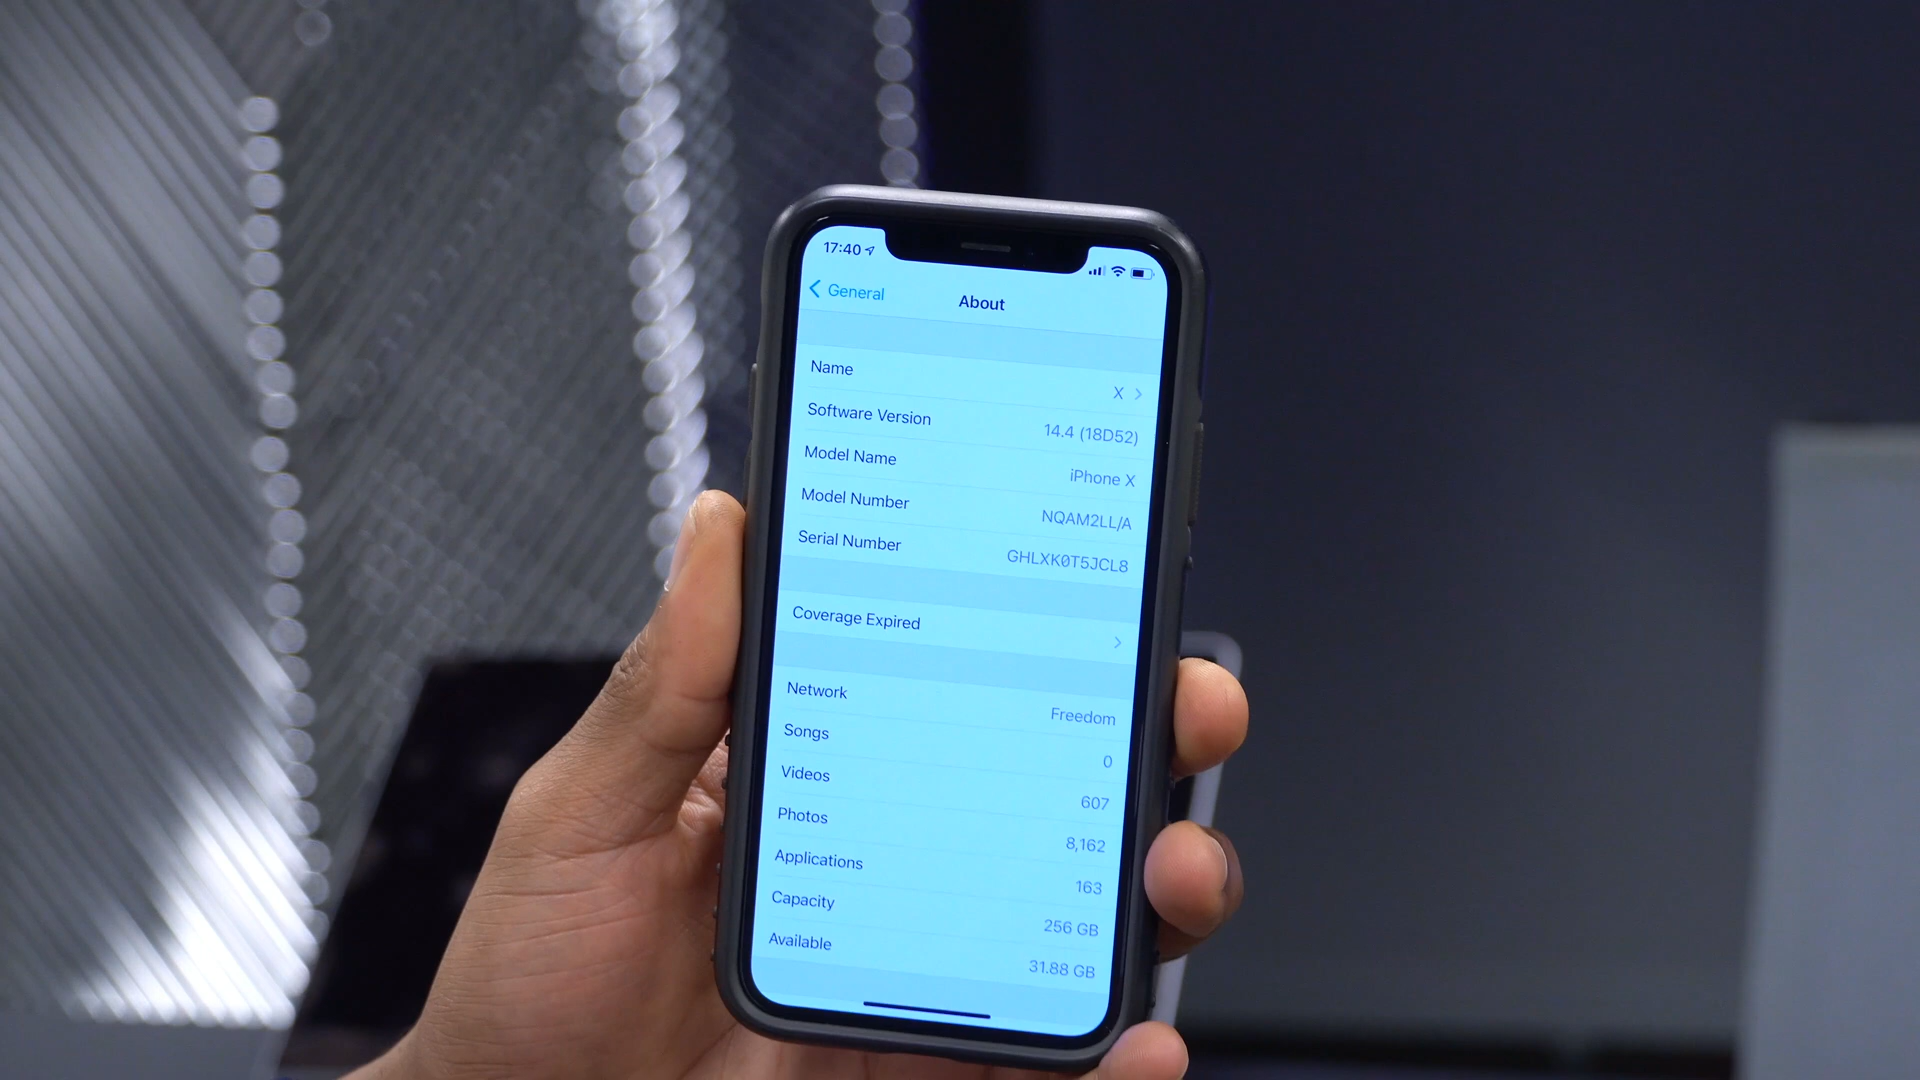 17:40
General
About
Name X
Software Version 14.4 (18D52)
Model Name iPhone X
Model Number NQAM2LL/A
Serial Number GHLXK0T5JCL8
Coverage Expired
Network Freedom
Songs 0
Videos 607
Photos 8,162
Applications 163
Capacity 256 GB
Available 31.88 GB